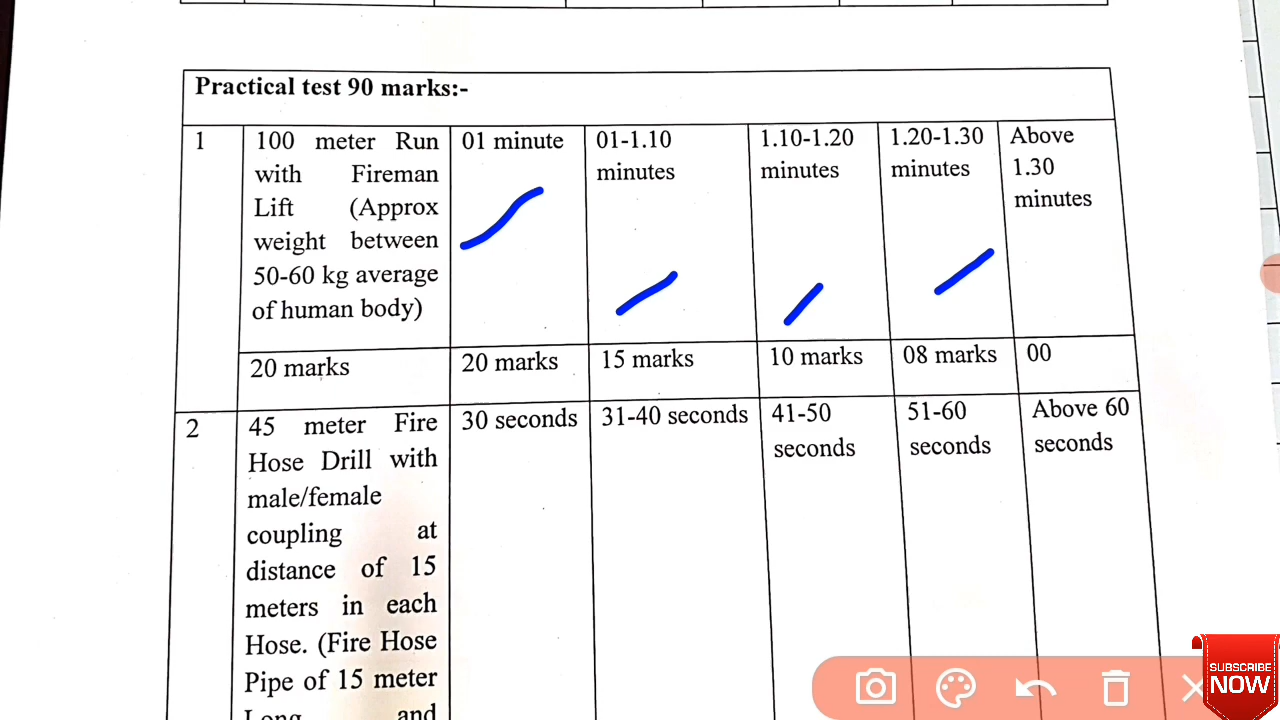 Practical test 90 marks:-
1
100 meter Run
with Fireman
Lift (Approx
weight between
50-60 kg average
of human body)
01 minute
01-1.10
minutes
1.10-1.20
minutes
1.20-1.30
minutes
Above
1.30
minutes
20 marks
20 marks
15 marks
10 marks
08 marks
00
2
45 meter Fire
Hose Drill with
male/female
coupling at
distance of 15
meters in each
Hose. (Fire Hose
Pipe of 15 meter
Long and
30 seconds
31-40 seconds
41-50
seconds
51-60
seconds
Above 60
seconds
SUBSCRIBE
NOW